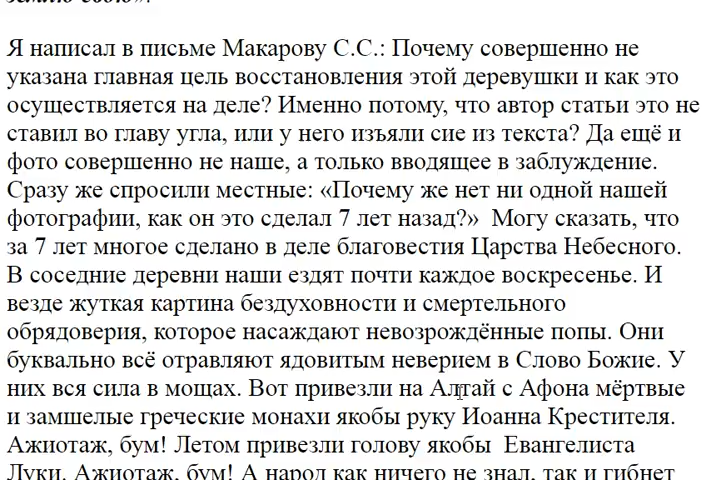 землю свою».
Я написал в письме Макарову С.С.: Почему совершенно не
указана главная цель восстановления этой деревушки и как это
осуществляется на деле? Именно потому, что автор статьи это не
ставил во главу угла, или у него изъяли сие из текста? Да ещё и
фото совершенно не наше, а только вводящее в заблуждение.
Сразу же спросили местные: «Почему же нет ни одной нашей
фотографии, как он это сделал 7 лет назад?»  Могу сказать, что
за 7 лет многое сделано в деле благовестия Царства Небесного.
В соседние деревни наши ездят почти каждое воскресенье. И
везде жуткая картина бездуховности и смертельного
обрядоверия, которое насаждают невозрождённые попы. Они
буквально всё отравляют ядовитым неверием в Слово Божие. У
них вся сила в мощах. Вот привезли на Алтай с Афона мёртвые
и замшелые греческие монахи якобы руку Иоанна Крестителя.
Ажиотаж, бум! Летом привезли голову якобы  Евангелиста
Луки. Ажиотаж, бум! А народ как ничего не знал, так и гибнет